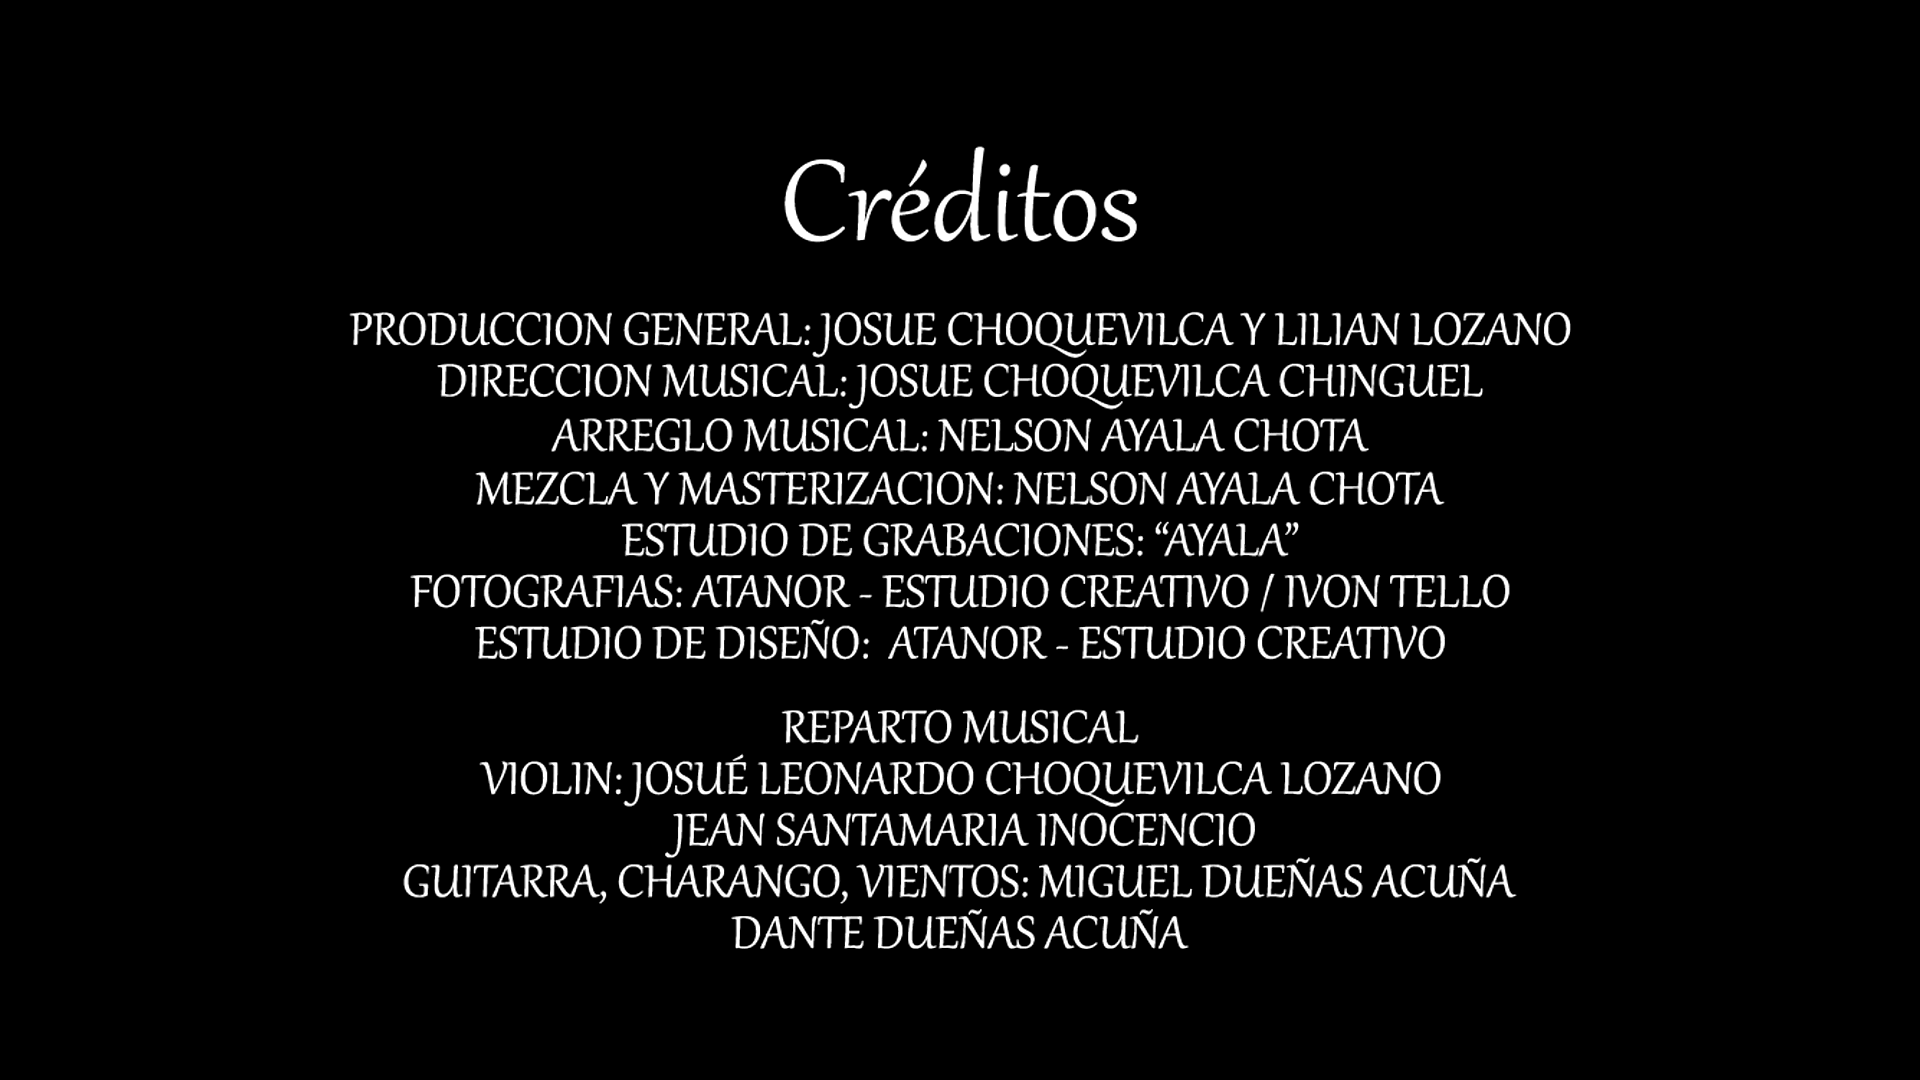 Créditos
PRODUCCION GENERAL: JOSUE CHOQUEVILCA Y LILIAN LOZANO
DIRECCION MUSICAL: JOSUE CHOQUEVILCA CHINGUEL
ARREGLO MUSICAL: NELSON AYALA CHOTA
MEZCLA Y MASTERIZACION: NELSON AYALA CHOTA
ESTUDIO DE GRABACIONES: “AYALA”
FOTOGRAFIAS: ATANOR - ESTUDIO CREATIVO / IVON TELLO
ESTUDIO DE DISEÑO: ATANOR - ESTUDIO CREATIVO
REPARTO MUSICAL
VIOLIN: JOSUÉ LEONARDO CHOQUEVILCA LOZANO
JEAN SANTAMARIA INOCENCIO
GUITARRA, CHARANGO, VIENTOS: MIGUEL DUEÑAS ACUÑA
DANTE DUEÑAS ACUÑA